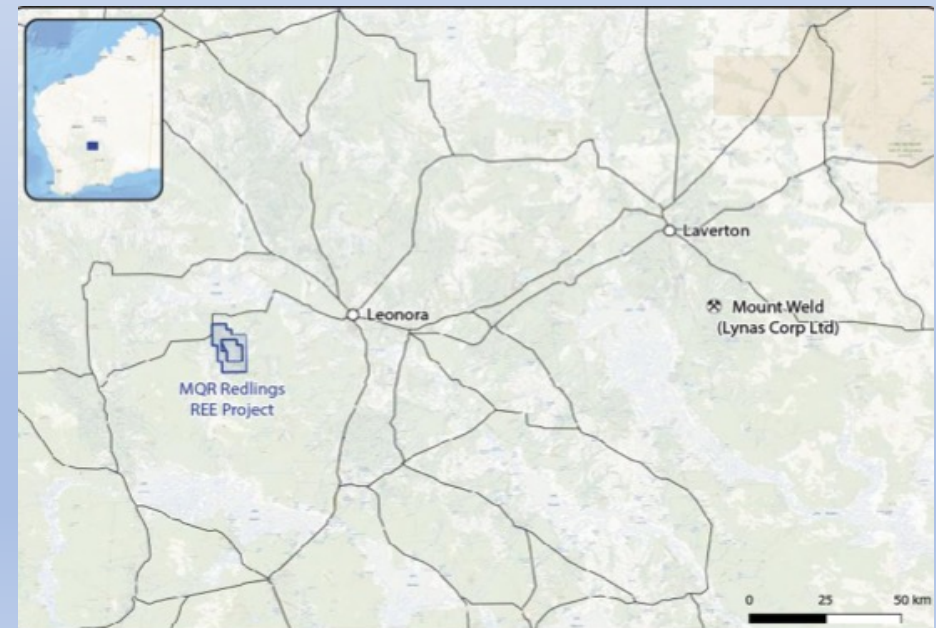 Laverton
Mount Weld
(Lynas Corp Ltd)
Leonora
MQR Redlings
REE Project
0 25 50 km